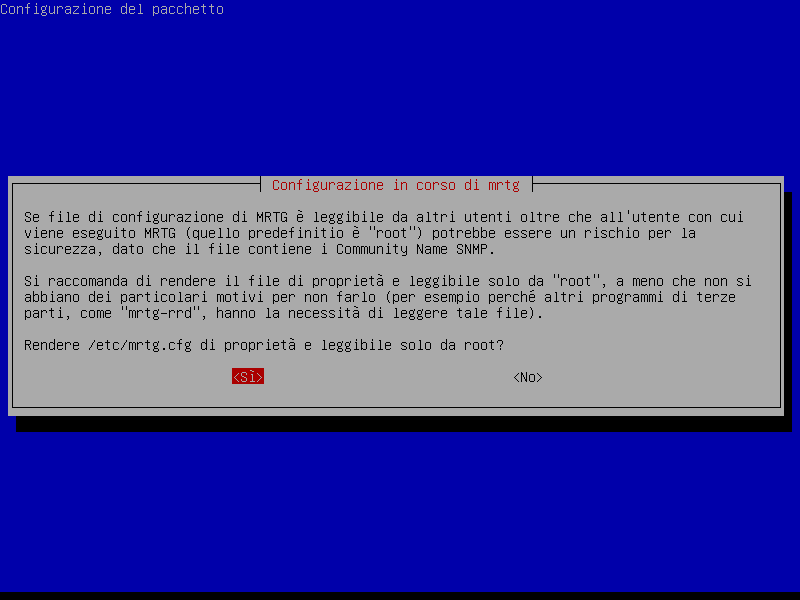 Configurazione del pacchetto
Configurazione in corso di mrtg
Se file di configurazione di MRTG è leggibile da altri utenti oltre che all'utente con cui
viene eseguito MRTG (quello predefinitio è "root") potrebbe essere un rischio per la
sicurezza, dato che il file contiene i Community Name SNMP.
Si raccomanda di rendere il file di proprietà e leggibile solo da "root", a meno che non si
abbiano dei particolari motivi per non farlo (per esempio perché altri programmi di terze
parti, come "mrtg-rrd", hanno la necessità di leggere tale file).
Rendere /etc/mrtg.cfg di proprietà e leggibile solo da root?
<Sì> <No>